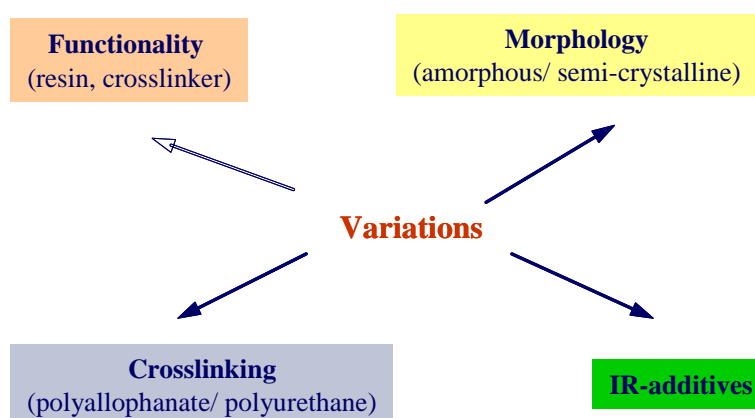 Functionality
(resin, crosslinker)
Morphology
(amorphous/ semi-crystalline)
Variations
Crosslinking
(polyallophanate/ polyurethane)
IR-additives